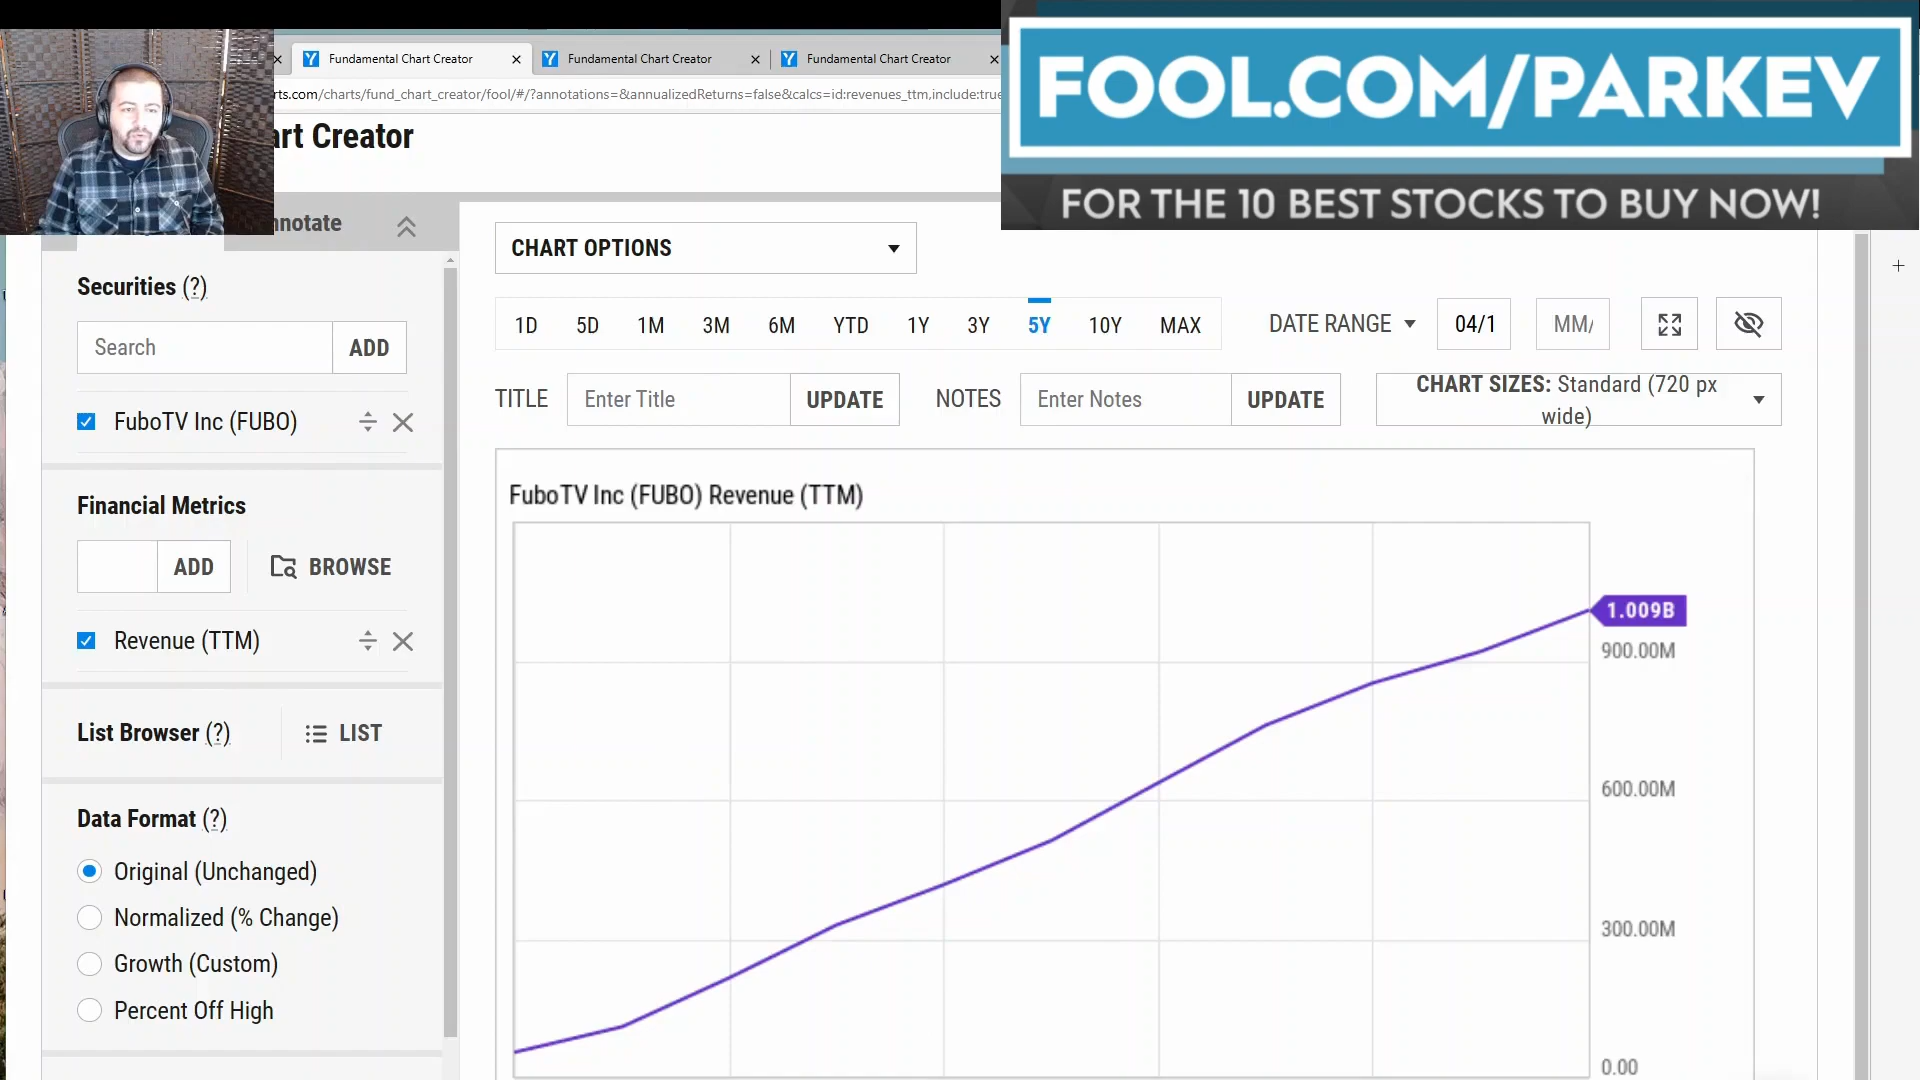 Fundamental Chart Creator
Fundamental Chart Creator
Fundamental Chart Creator
rts.com/charts/fund_chart_creator/fool/#/?annotations=&annualizedReturns=false&calcs=id:revenues_ttm,include:true
FOOL.COM/PARKEV
FOR THE 10 BEST STOCKS TO BUY NOW!
art Creator
nnotate
CHART OPTIONS
Securities (?)
Search
ADD
1D 5D 1M 3M 6M YTD 1Y 3Y 5Y 10Y MAX
DATE RANGE
04/1
MM/
TITLE
Enter Title
UPDATE
NOTES
Enter Notes
UPDATE
CHART SIZES: Standard (720 px
wide)
FuboTV Inc (FUBO)
Financial Metrics
ADD
BROWSE
Revenue (TTM)
List Browser (?)
LIST
Data Format (?)
Original (Unchanged)
Normalized (% Change)
Growth (Custom)
Percent Off High
FuboTV Inc (FUBO) Revenue (TTM)
1.009B
900.00M
600.00M
300.00M
0.00